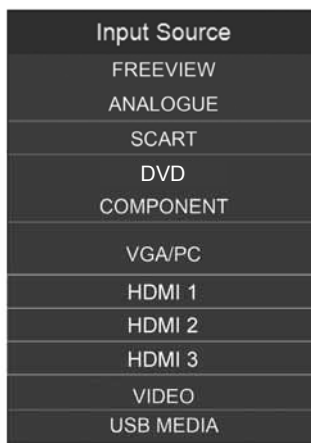 Input Source
FREEVIEW
ANALOGUE
SCART
DVD
COMPONENT
VGA/PC
HDMI 1
HDMI 2
HDMI 3
VIDEO
USB MEDIA